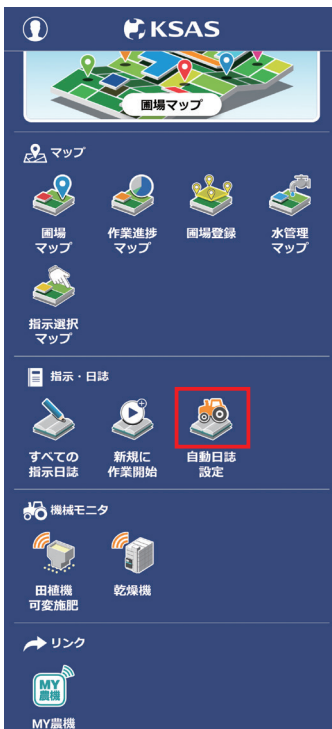 KSAS
圃場マップ
マップ
圃場
マップ
作業進捗
マップ
圃場登録
水管理
マップ
指示選択
マップ
指示・日誌
すべての
指示日誌
新規に
作業開始
自動日誌
設定
機械モニタ
田植機
可変施肥
乾燥機
リンク
MY
農機
MY農機